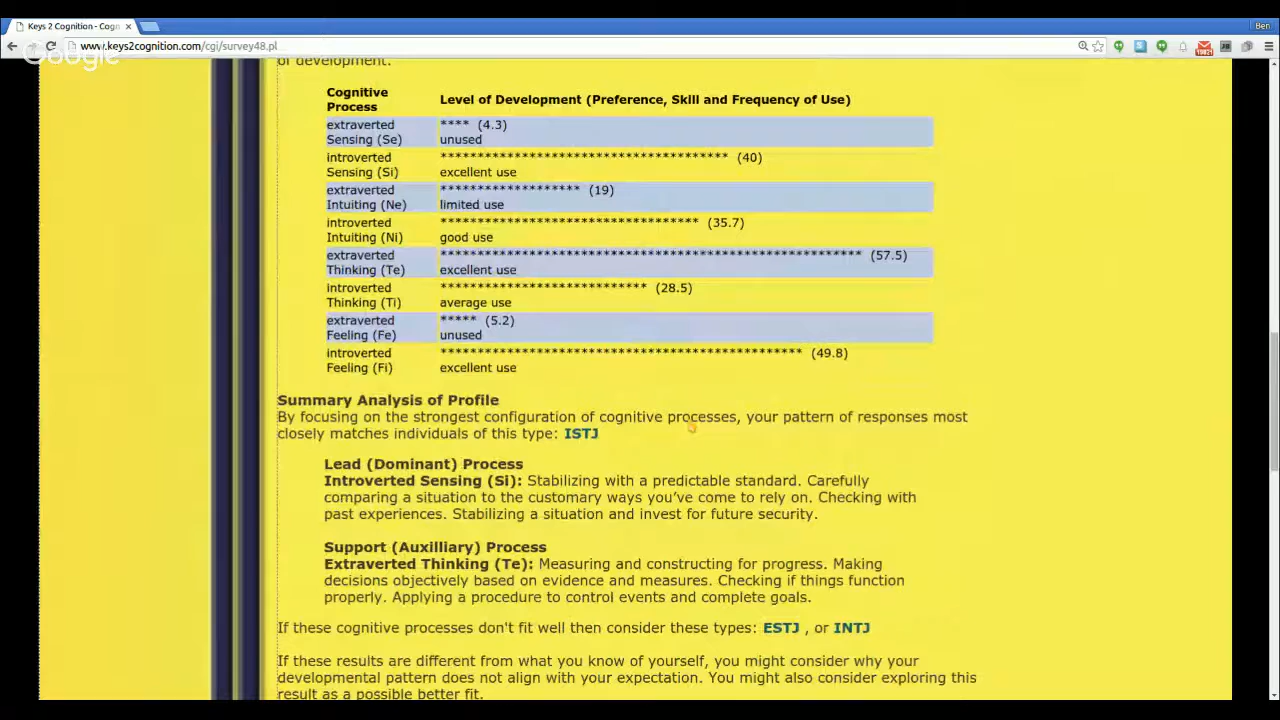 Keys 2 Cognition - Cogn
Ben
www.keys2cognition.com/cgi/survey48.pl
Google
of development.
Cognitive Process
Level of Development (Preference, Skill and Frequency of Use)
extraverted **** (4.3)
Sensing (Se) unused
introverted *************************************** (40)
Sensing (Si) excellent use
extraverted ******************* (19)
Intuiting (Ne) limited use
introverted *********************************** (35.7)
Intuiting (Ni) good use
extraverted ********************************************************* (57.5)
Thinking (Te) excellent use
introverted **************************** (28.5)
Thinking (Ti) average use
extraverted ***** (5.2)
Feeling (Fe) unused
introverted ************************************************* (49.8)
Feeling (Fi) excellent use
Summary Analysis of Profile
By focusing on the strongest configuration of cognitive processes, your pattern of responses most
closely matches individuals of this type: ISTJ
Lead (Dominant) Process
Introverted Sensing (Si): Stabilizing with a predictable standard. Carefully
comparing a situation to the customary ways you've come to rely on. Checking with
past experiences. Stabilizing a situation and invest for future security.
Support (Auxilliary) Process
Extraverted Thinking (Te): Measuring and constructing for progress. Making
decisions objectively based on evidence and measures. Checking if things function
properly. Applying a procedure to control events and complete goals.
If these cognitive processes don't fit well then consider these types: ESTJ , or INTJ
If these results are different from what you know of yourself, you might consider why your
developmental pattern does not align with your expectation. You might also consider exploring this
result as a possible better fit.